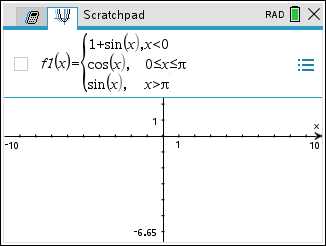 Scratchpad RAD
1+sin(x),x<0
f1(x)= cos(x), 0≤x≤π
sin(x), x>π
1
x
-10 1 10
-6.65